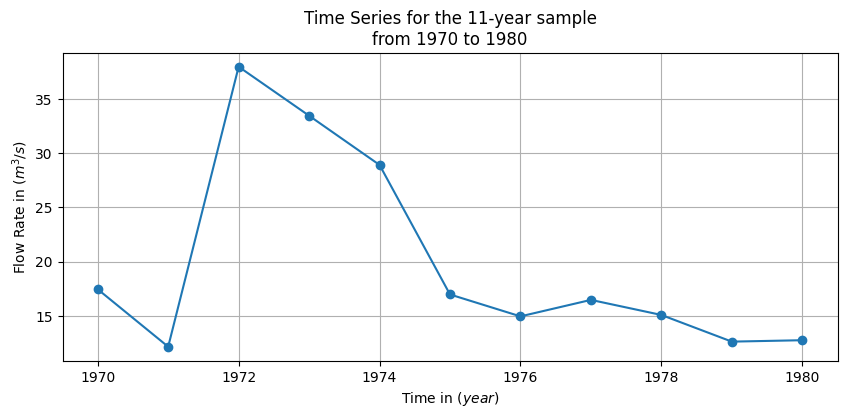 Time Series for the 11-year sample
from 1970 to 1980
Flow Rate in (m³/s)
35
30
25
20
15
1970
1972
1974
1976
1978
1980
Time in (year)